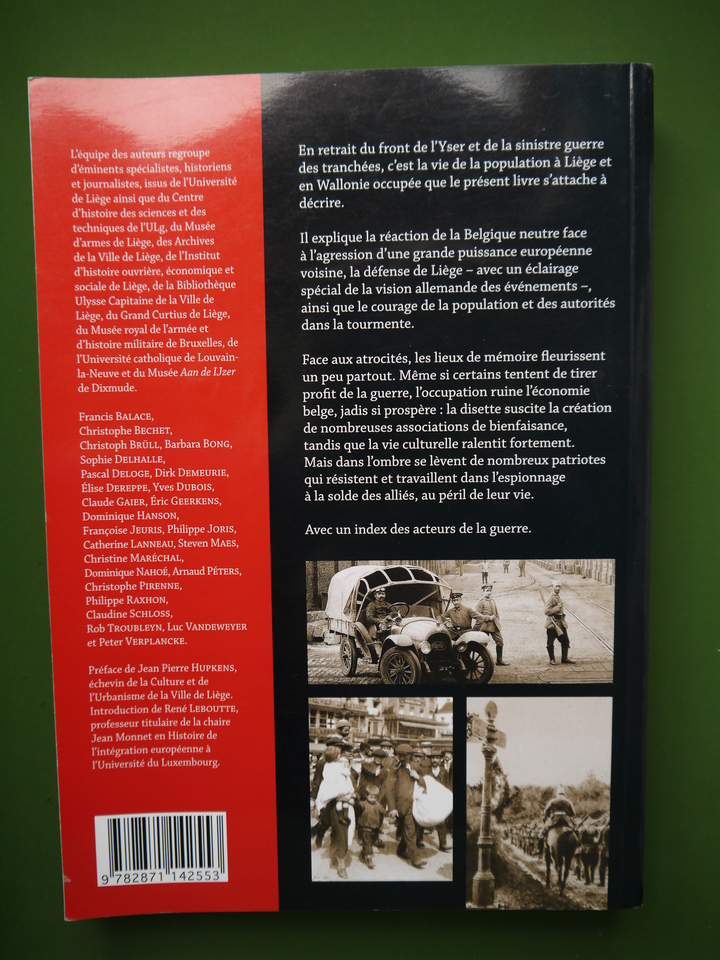 L'équipe des auteurs regroupe
d'éminents spécialistes, historiens
et journalistes, issus de l'Université
de Liège ainsi que du Centre
d'histoire des sciences et des
techniques de l'ULg, du Musée
d'armes de Liège, des Archives
de la Ville de Liège, de l'Institut
d'histoire ouvrière, économique et
sociale de Liège, de la Bibliothèque
Ulysse Capitaine de la Ville de
Liège, du Grand Curtius de Liège,
du Musée royal de l'armée et
d'histoire militaire de Bruxelles, de
l'Université catholique de Louvain-
la-Neuve et du Musée Aan de IJzer
de Dixmude.
Francis BALACE,
Christophe BECHET,
Christoph BRÜLL, Barbara BONG,
Sophie DELHALLE,
Pascal DELOGE, Dirk DEMEURIE,
Élise DEREPPE, Yves DUBOIS,
Claude GAIER, Éric GEERKENS,
Dominique HANSON,
Françoise JEURIS, Philippe JORIS,
Catherine LANNEAU, Steven MAES,
Christine MARÉCHAL,
Dominique NAHOÉ, Arnaud PÉTERS,
Christophe PIRENNE,
Philippe RAXHON,
Claudine SCHLOSS,
Rob TROUBLEYN, Luc VANDEWEYER
et Peter VERPLANCKE.
Préface de Jean Pierre HUPKENS,
échevin de la Culture et de
l'Urbanisme de la Ville de Liège.
Introduction de René LEBOUTTE,
professeur titulaire de la chaire
Jean Monnet en Histoire de
l'intégration européenne à
l'Université du Luxembourg.
9 782871 142553
En retrait du front de l'Yser et de la sinistre guerre
des tranchées, c'est la vie de la population à Liège et
en Wallonie occupée que le présent livre s'attache à
décrire.
Il explique la réaction de la Belgique neutre face
à l'agression d'une grande puissance européenne
voisine, la défense de Liège – avec un éclairage
spécial de la vision allemande des événements –,
ainsi que le courage de la population et des autorités
dans la tourmente.
Face aux atrocités, les lieux de mémoire fleurissent
un peu partout. Même si certains tentent de tirer
profit de la guerre, l'occupation ruine l'économie
belge, jadis si prospère : la disette suscite la création
de nombreuses associations de bienfaisance,
tandis que la vie culturelle ralentit fortement.
Mais dans l'ombre se lèvent de nombreux patriotes
qui résistent et travaillent dans l'espionnage
à la solde des alliés, au péril de leur vie.
Avec un index des acteurs de la guerre.